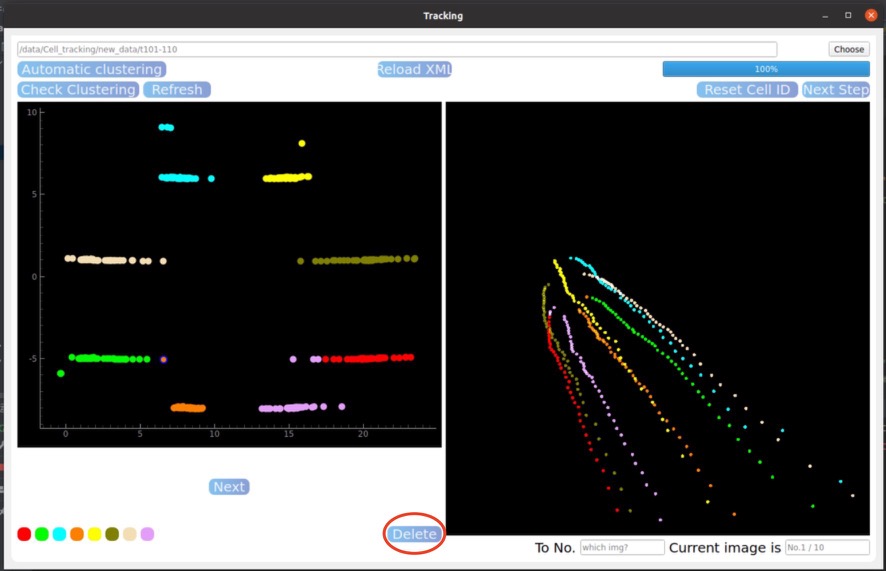 Tracking
/data/Cell_tracking/new_data/t101-110
Choose
Automatic clustering
Reload XML
100%
Check Clustering
Refresh
Reset Cell ID
Next Step
10
5
0
-5
0
5
10
15
20
Next
Delete
To No.
which img?
Current image is
No.1 / 10